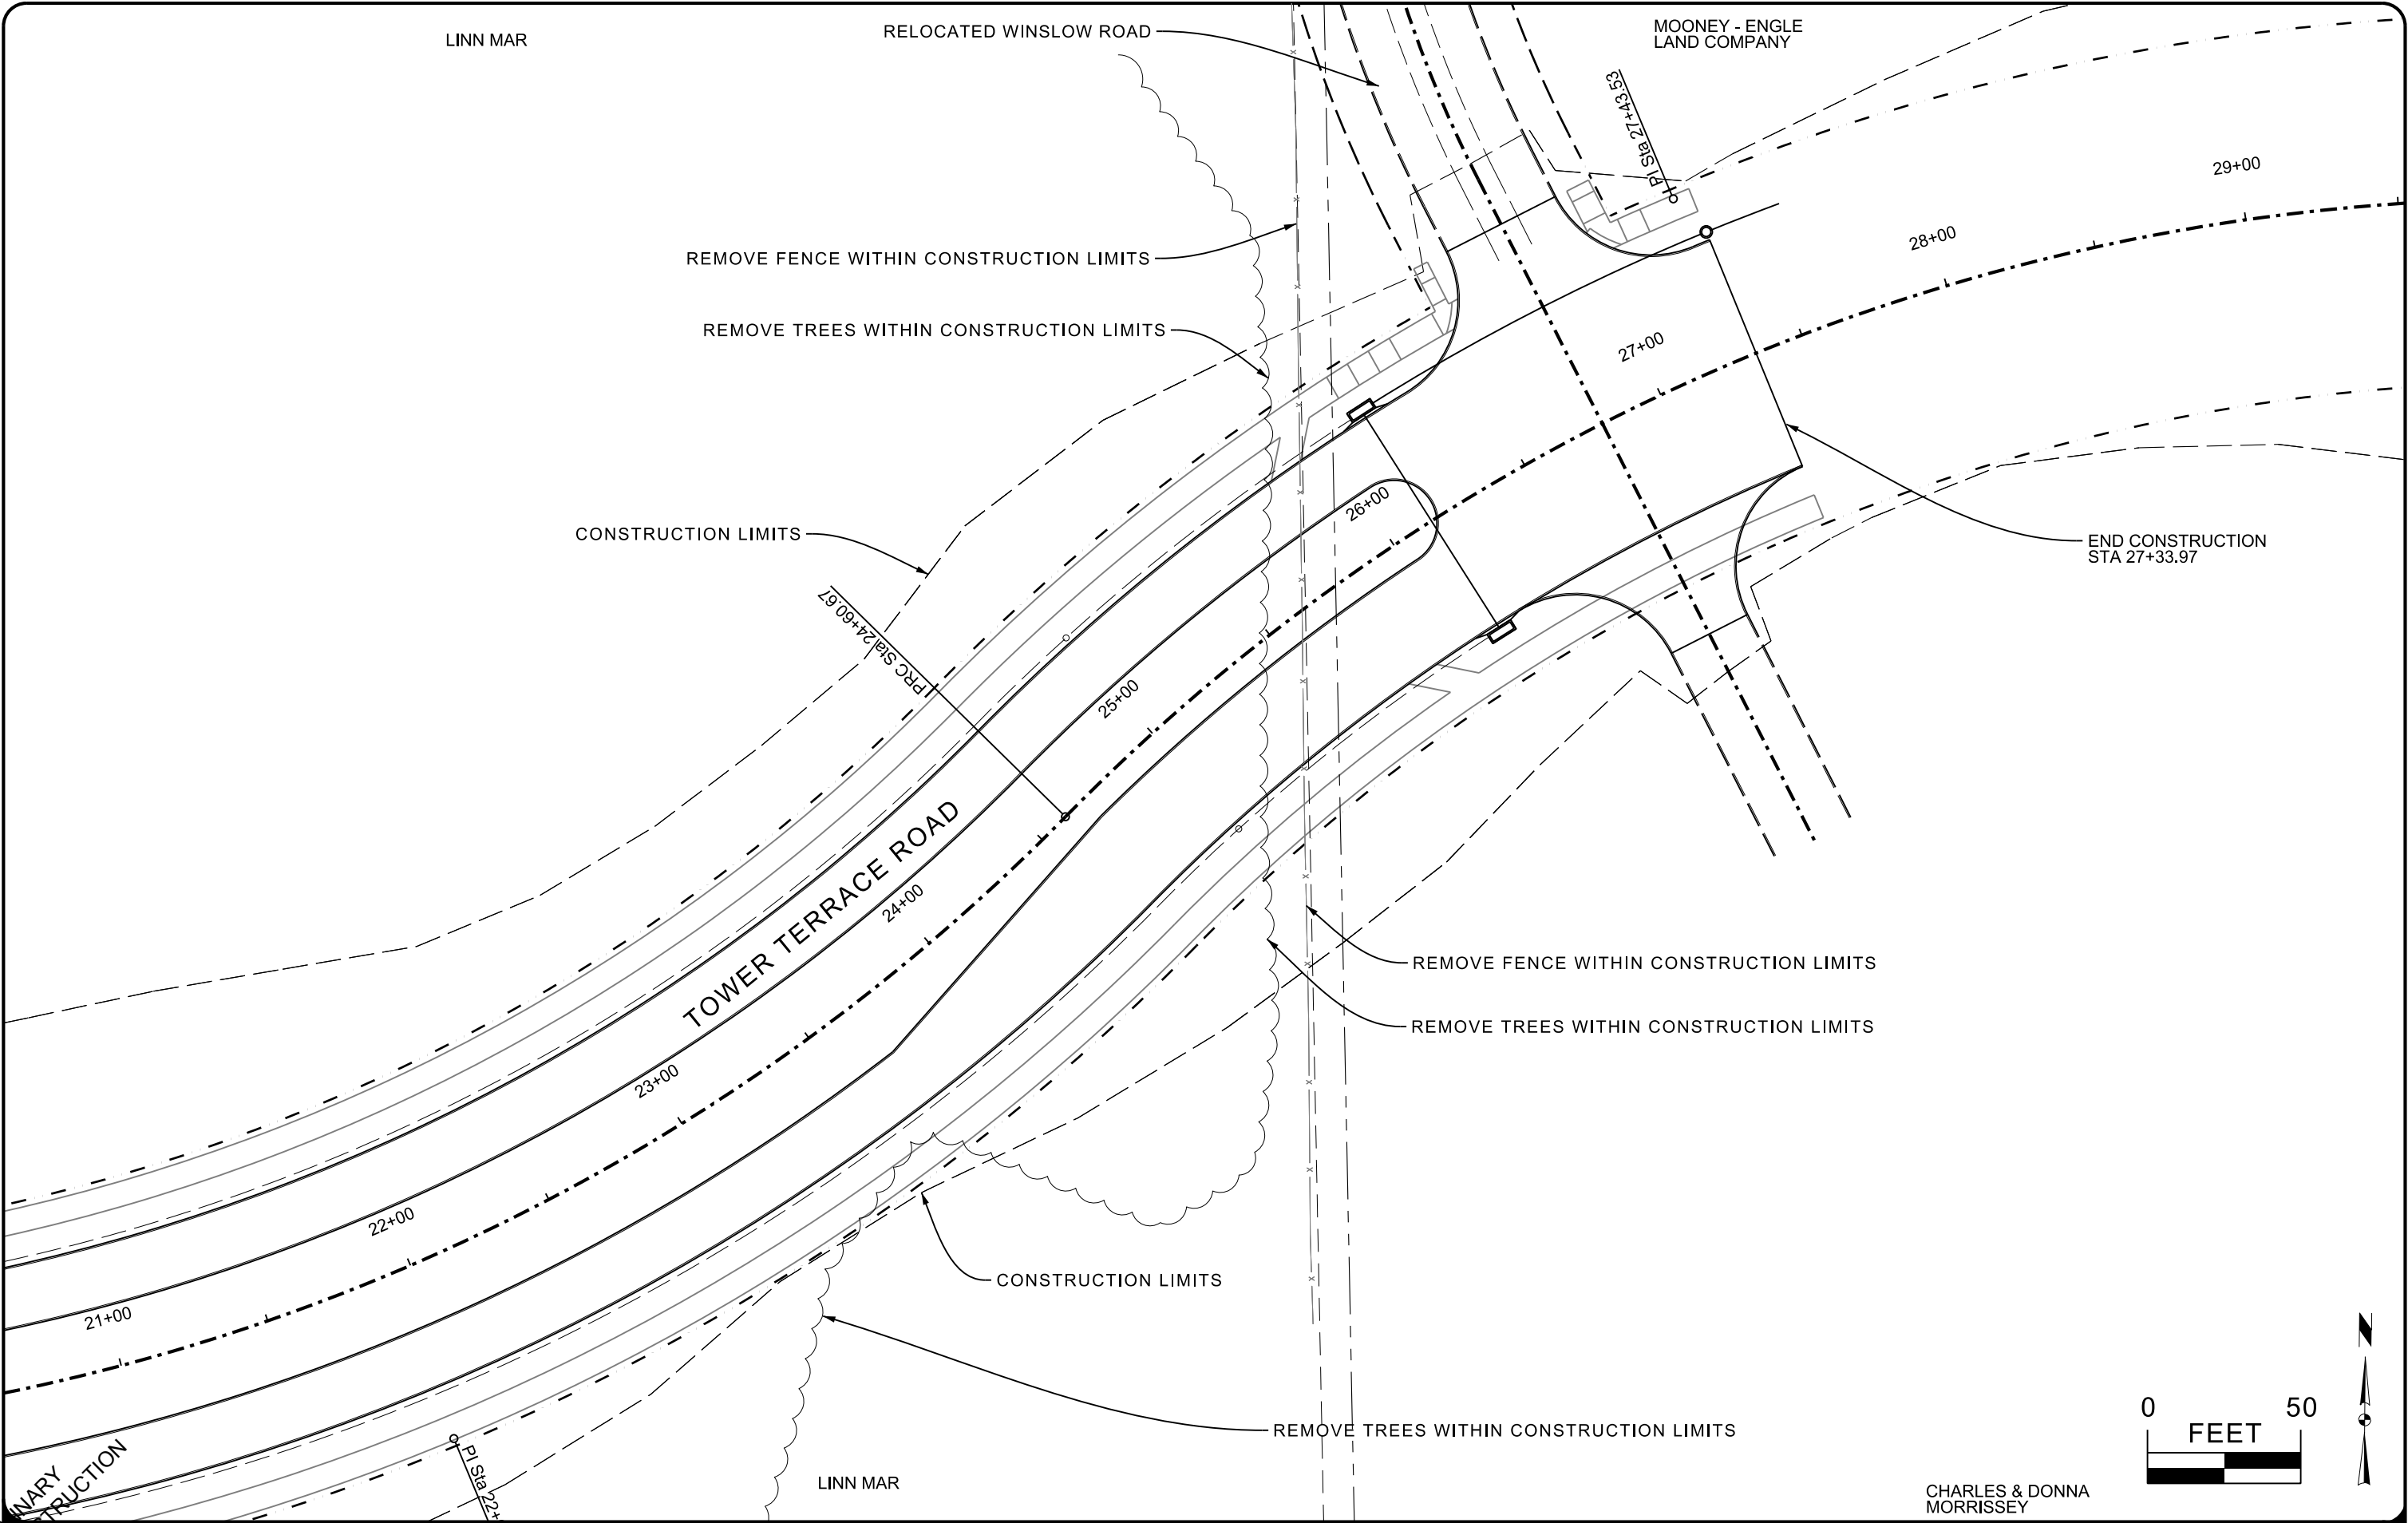 LINN MAR
RELOCATED WINSLOW ROAD
MOONEY - ENGLE
LAND COMPANY
PI Sta 27+43.53
29+00
28+00
REMOVE FENCE WITHIN CONSTRUCTION LIMITS
REMOVE TREES WITHIN CONSTRUCTION LIMITS
27+00
26+00
CONSTRUCTION LIMITS
END CONSTRUCTION
STA 27+33.97
PRC Sta 24+60.67
25+00
TOWER TERRACE ROAD
24+00
REMOVE FENCE WITHIN CONSTRUCTION LIMITS
REMOVE TREES WITHIN CONSTRUCTION LIMITS
23+00
22+00
CONSTRUCTION LIMITS
21+00
REMOVE TREES WITHIN CONSTRUCTION LIMITS
PI Sta 22+
LINN MAR
N
0 50
FEET
CHARLES & DONNA
MORRISSEY